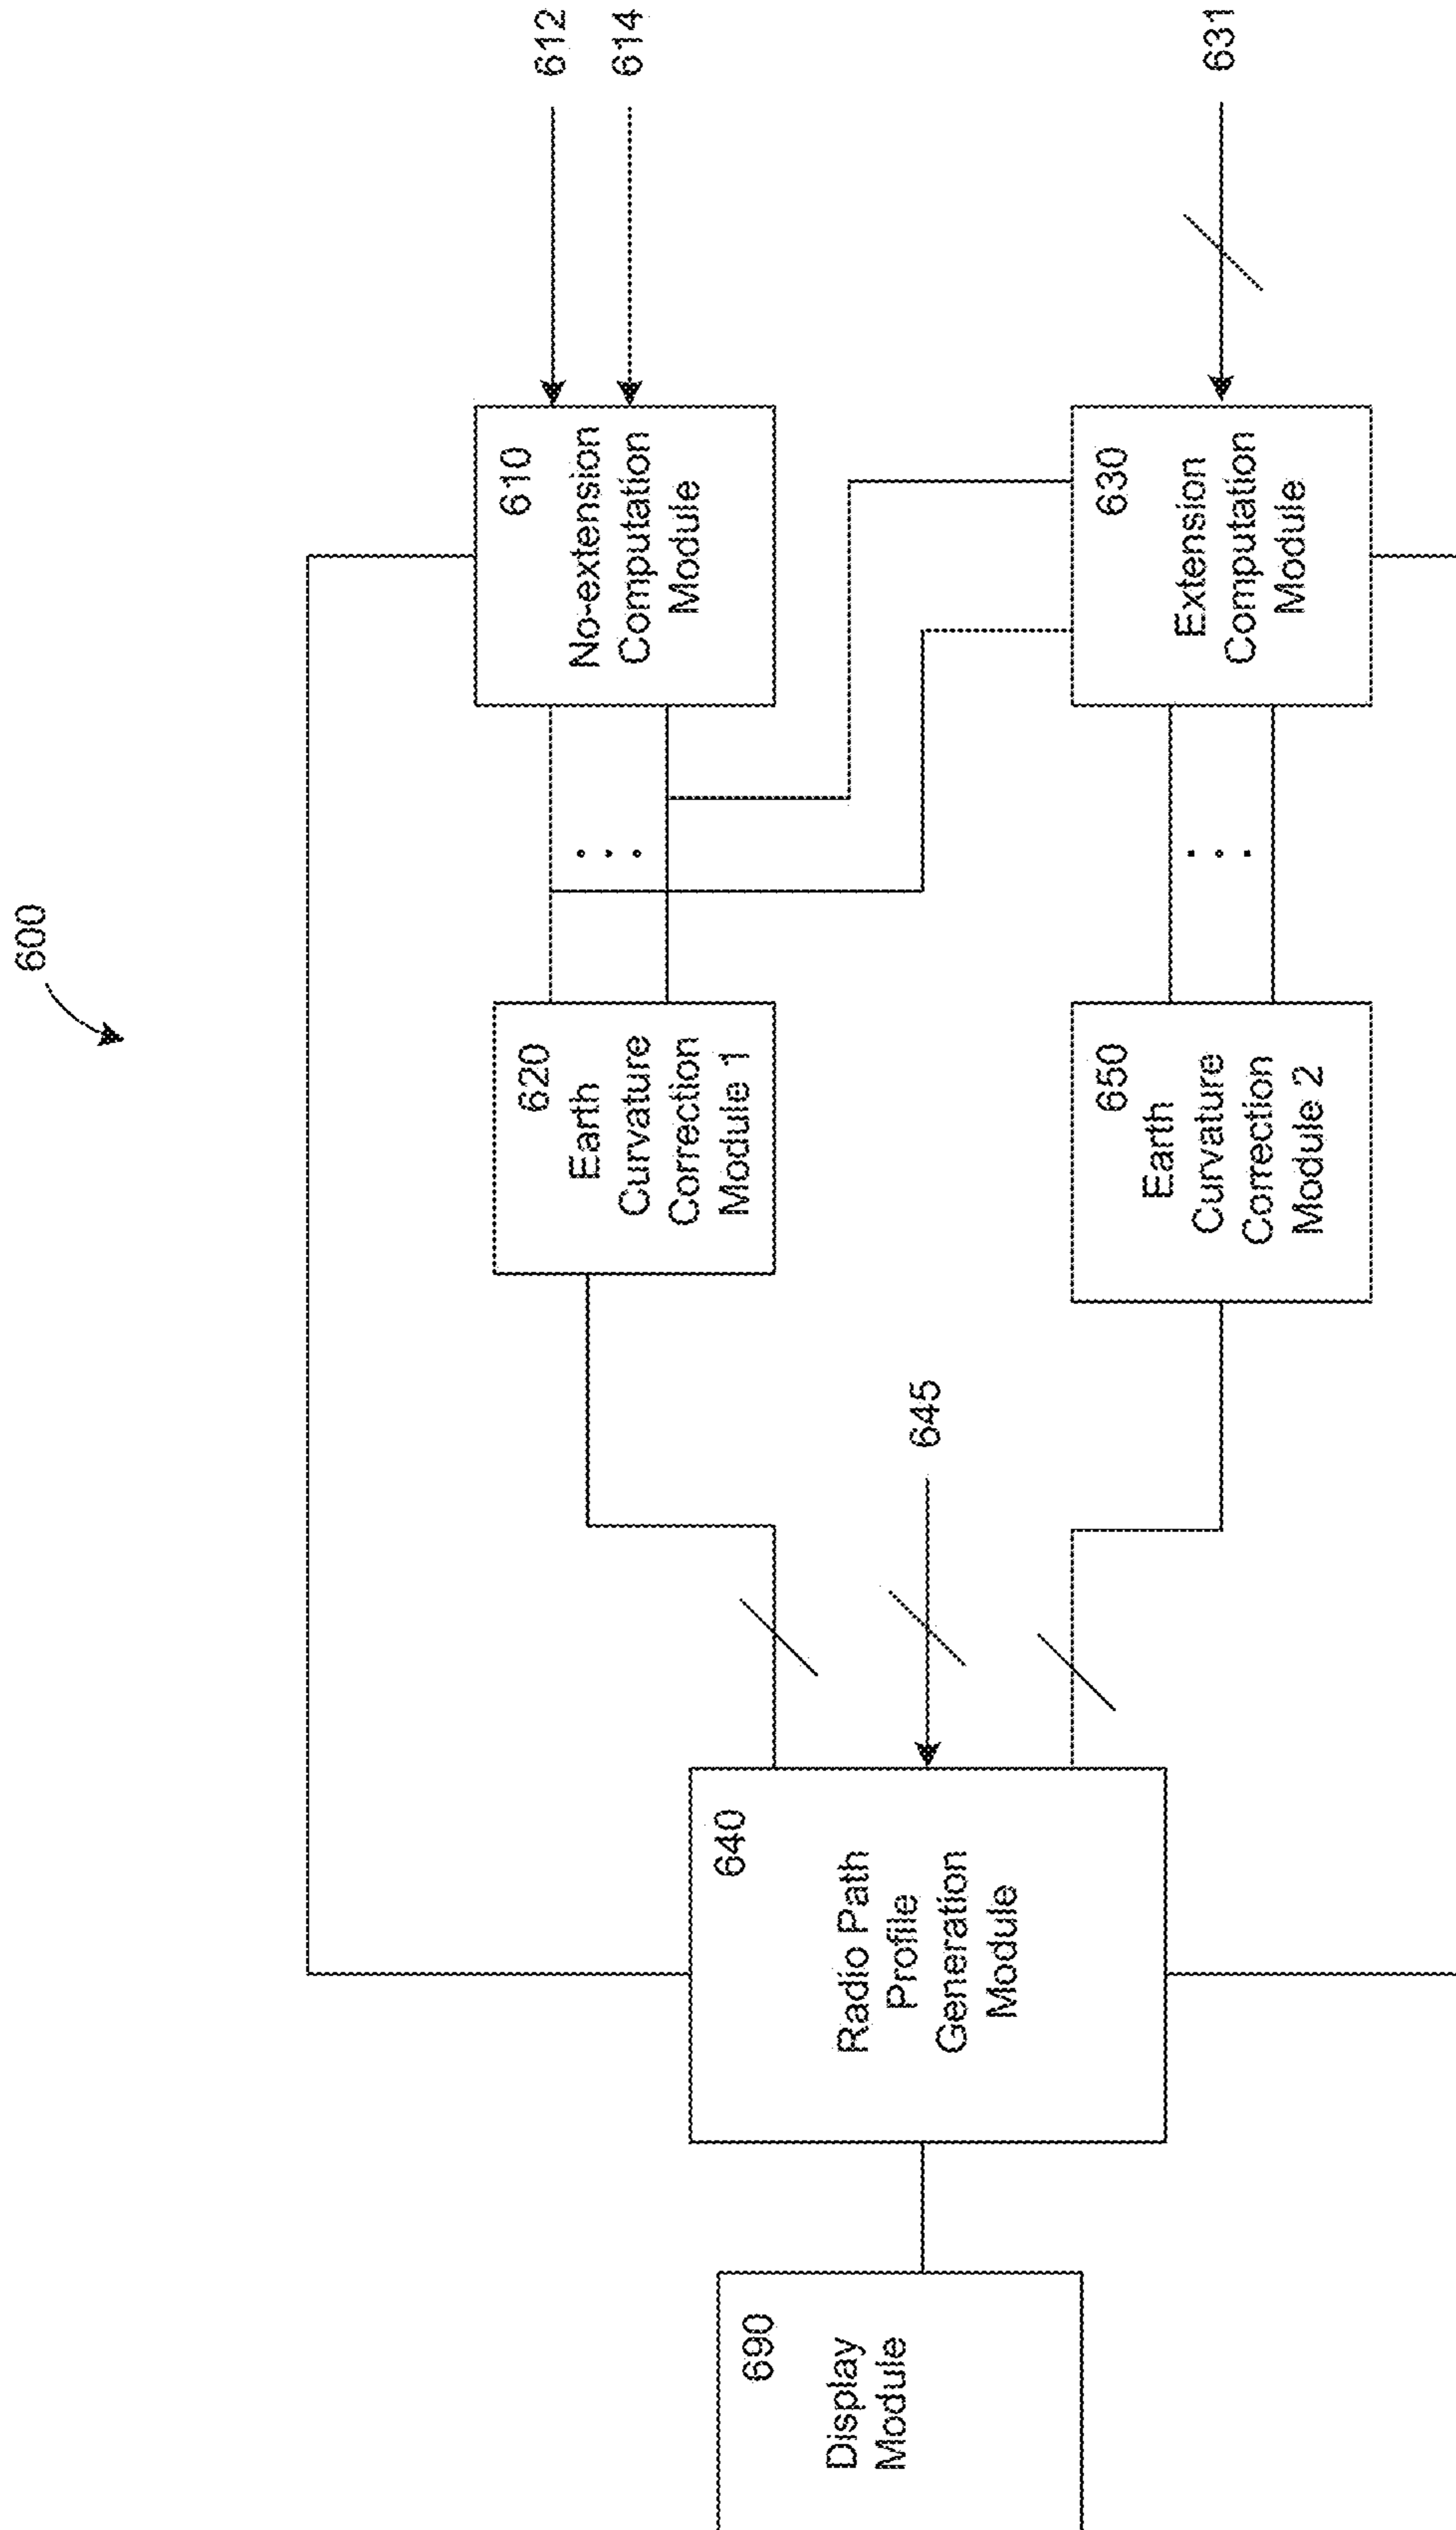 600
612
614
610
No-extension
Computation
Module
631
630
Extension
Computation
Module
620
Earth
Curvature
Correction
Module 1
650
Earth
Curvature
Correction
Module 2
645
640
Radio Path
Profile
Generation
Module
690
Display
Module